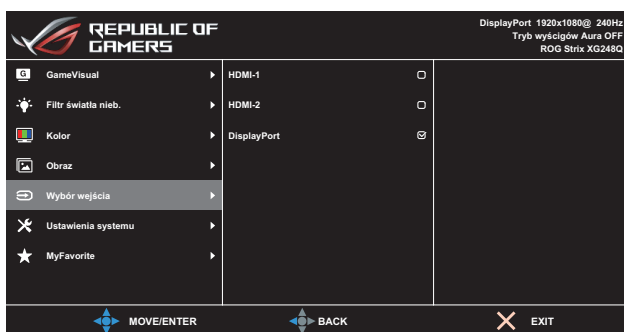 REPUBLIC OF
GAMERS
DisplayPort 1920x1080@ 240Hz
Tryb wyścigów Aura OFF
ROG Strix XG248Q
G
GameVisual
HDMI-1
Filtr światła nieb.
HDMI-2
Kolor
DisplayPort
Obraz
Wybór wejścia
Ustawienia systemu
MyFavorite
MOVE/ENTER
BACK
EXIT